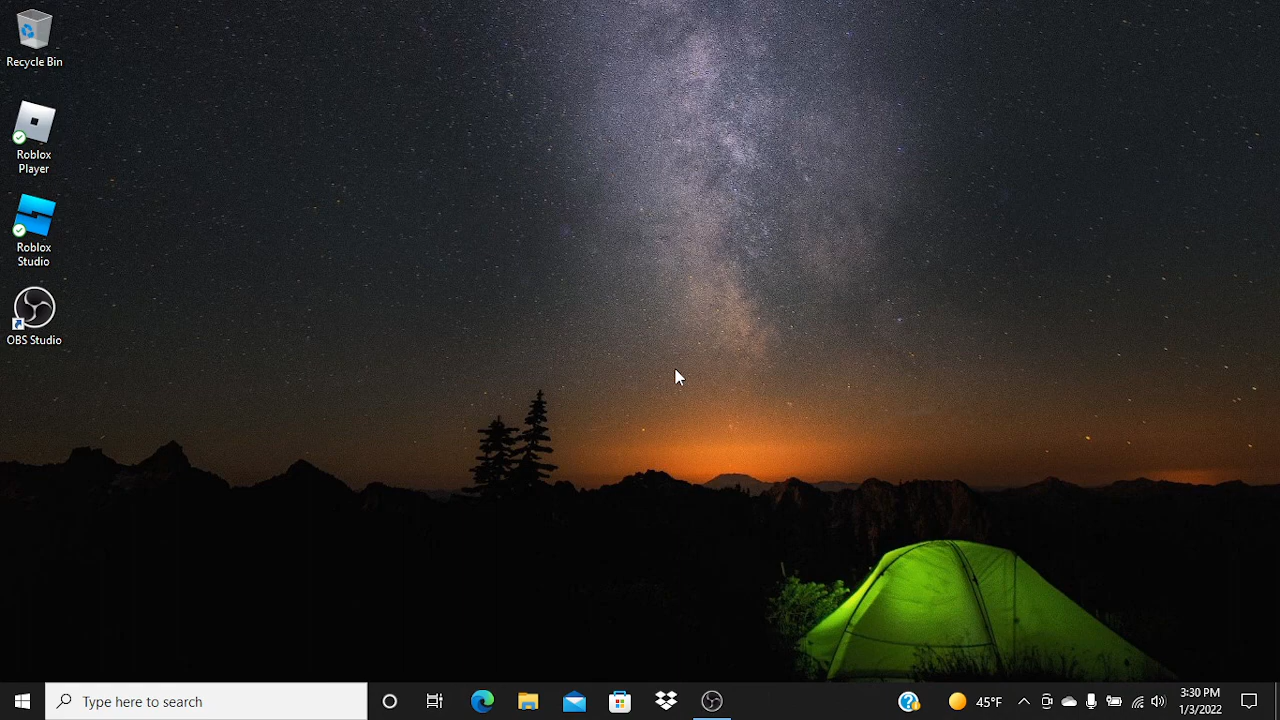 Recycle Bin
Roblox
Player
Roblox
Studio
OBS Studio
Type here to search
45°F
3:30 PM
1/3/2022